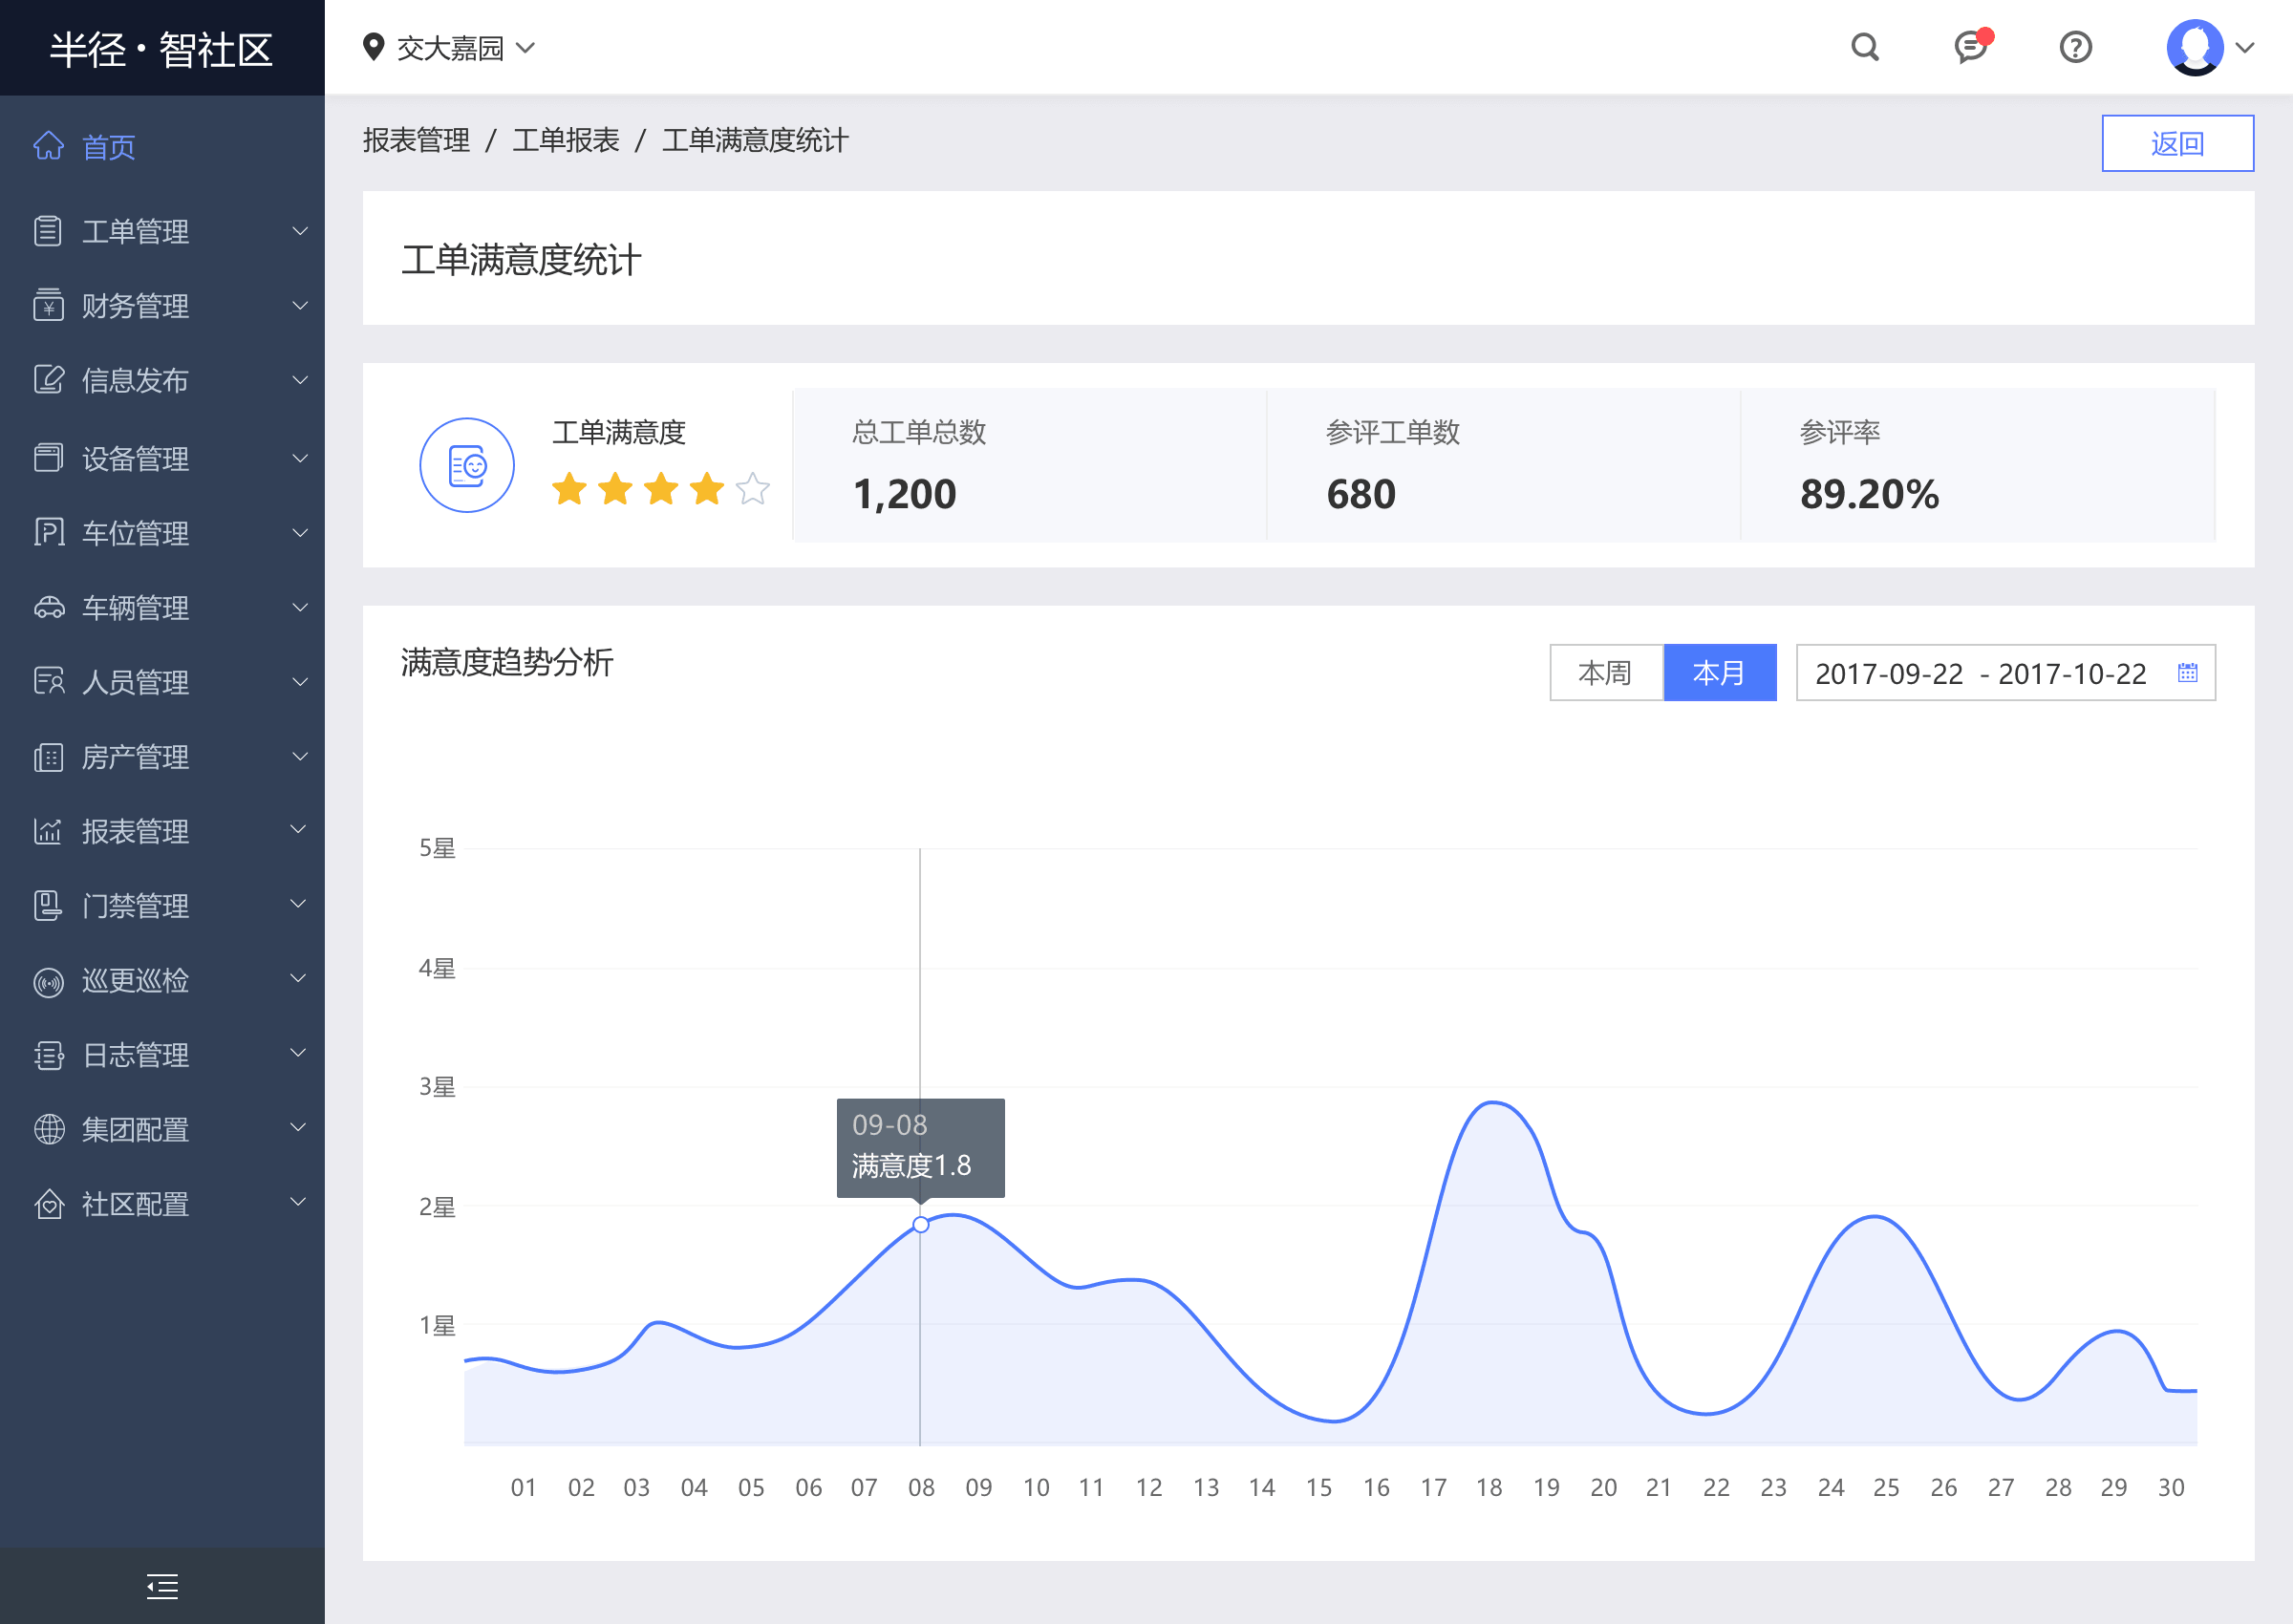 半径·智社区
交大嘉园
首页
工单管理
财务管理
信息发布
设备管理
车位管理
车辆管理
人员管理
房产管理
报表管理
门禁管理
巡更巡检
日志管理
集团配置
社区配置
报表管理 / 工单报表 / 工单满意度统计
返回
工单满意度统计
工单满意度
总工单总数
1,200
参评工单数
680
参评率
89.20%
满意度趋势分析
本周
本月
2017-09-22 - 2017-10-22
5星
4星
3星
2星
1星
09-08
满意度1.8
01 02 03 04 05 06 07 08 09 10 11 12 13 14 15 16 17 18 19 20 21 22 23 24 25 26 27 28 29 30